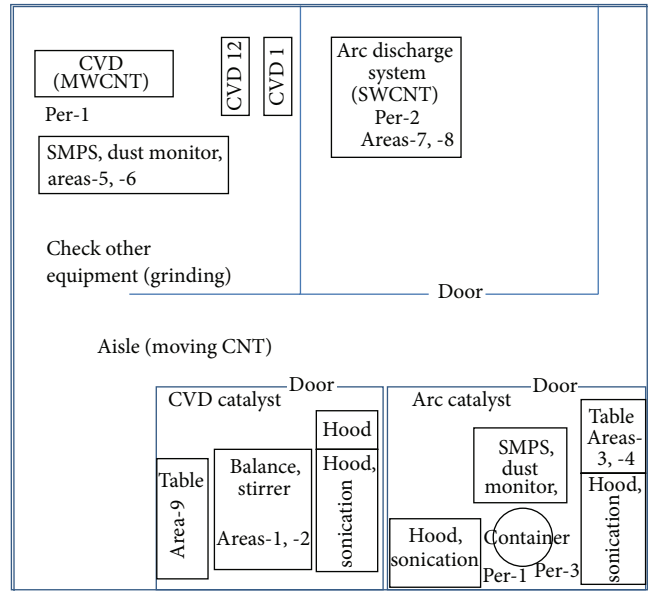 CVD
(MWCNT)
Per-1
CVD 12
CVD 1
SMPS, dust monitor,
areas-5, -6
Arc discharge
system
(SWCNT)
Per-2
Areas-7, -8
Check other
equipment (grinding)
Door
Aisle (moving CNT)
Door
CVD catalyst
Hood
Table
Area-9
Balance,
stirrer
Areas-1, -2
Hood,
sonication
Door
Arc catalyst
Table
Areas-
3, -4
SMPS,
dust
monitor,
Hood,
sonication
Hood,
sonication
Container
Per-1
Per-3